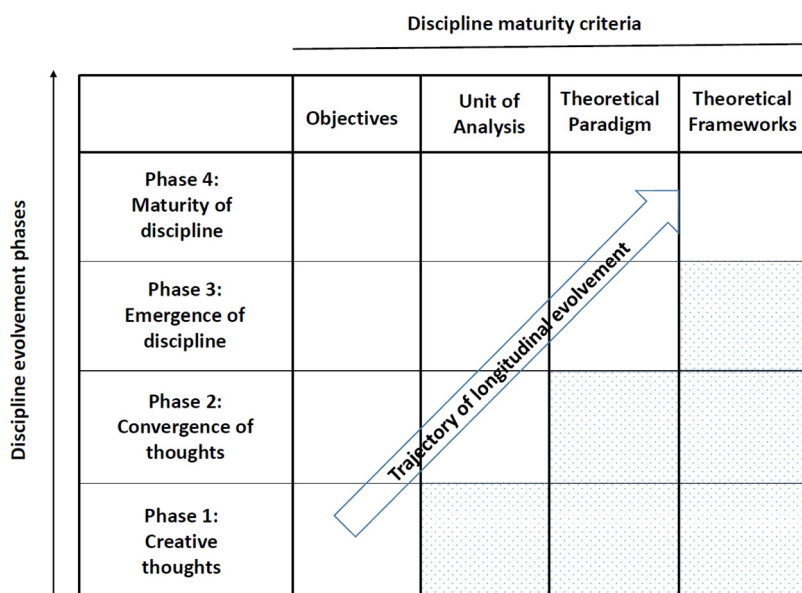 Discipline maturity criteria
Objectives
Unit of
Analysis
Theoretical
Paradigm
Theoretical
Frameworks
Discipline evolvement phases
Phase 4:
Maturity of
discipline
Phase 3:
Emergence of
discipline
Phase 2:
Convergence of
thoughts
Phase 1:
Creative
thoughts
Trajectory of longitudinal evolvement